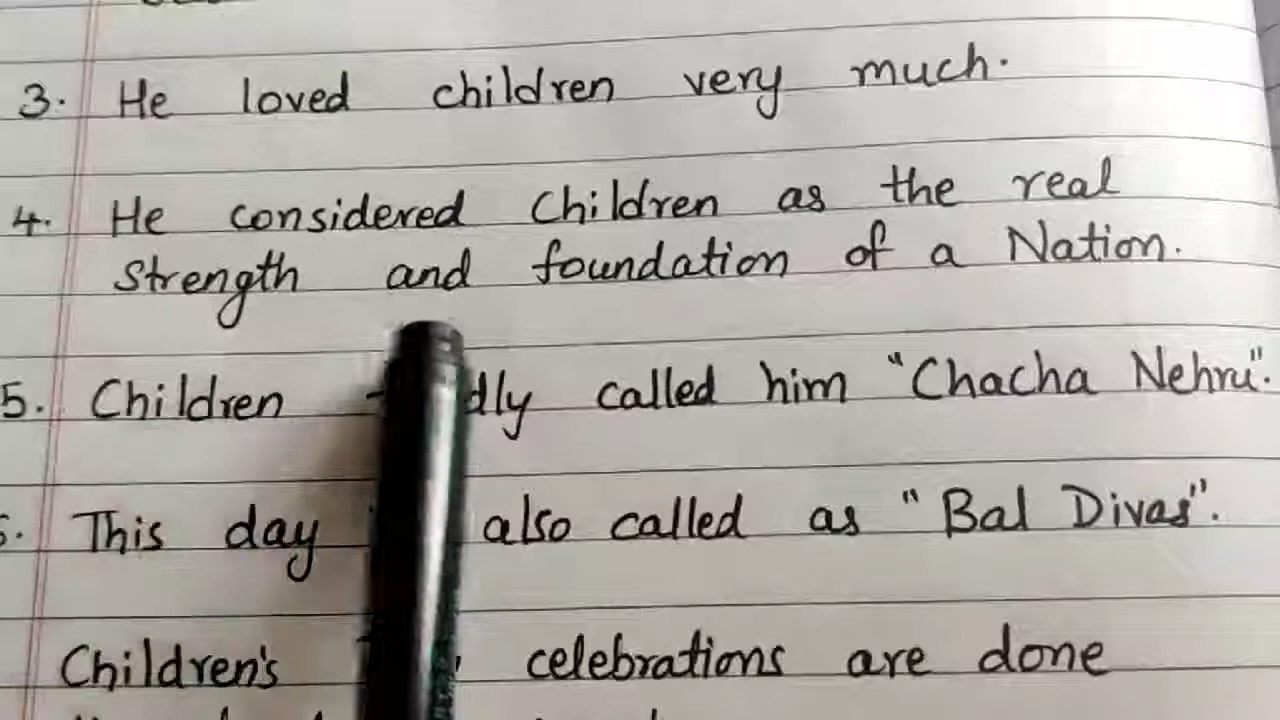 3. He loved children very much.
4. He considered Children as the real
Strength and foundation of a Nation.
5. Children called him "Chacha Nehru".
This day also called as "Bal Divas".
Children's celebrations are done